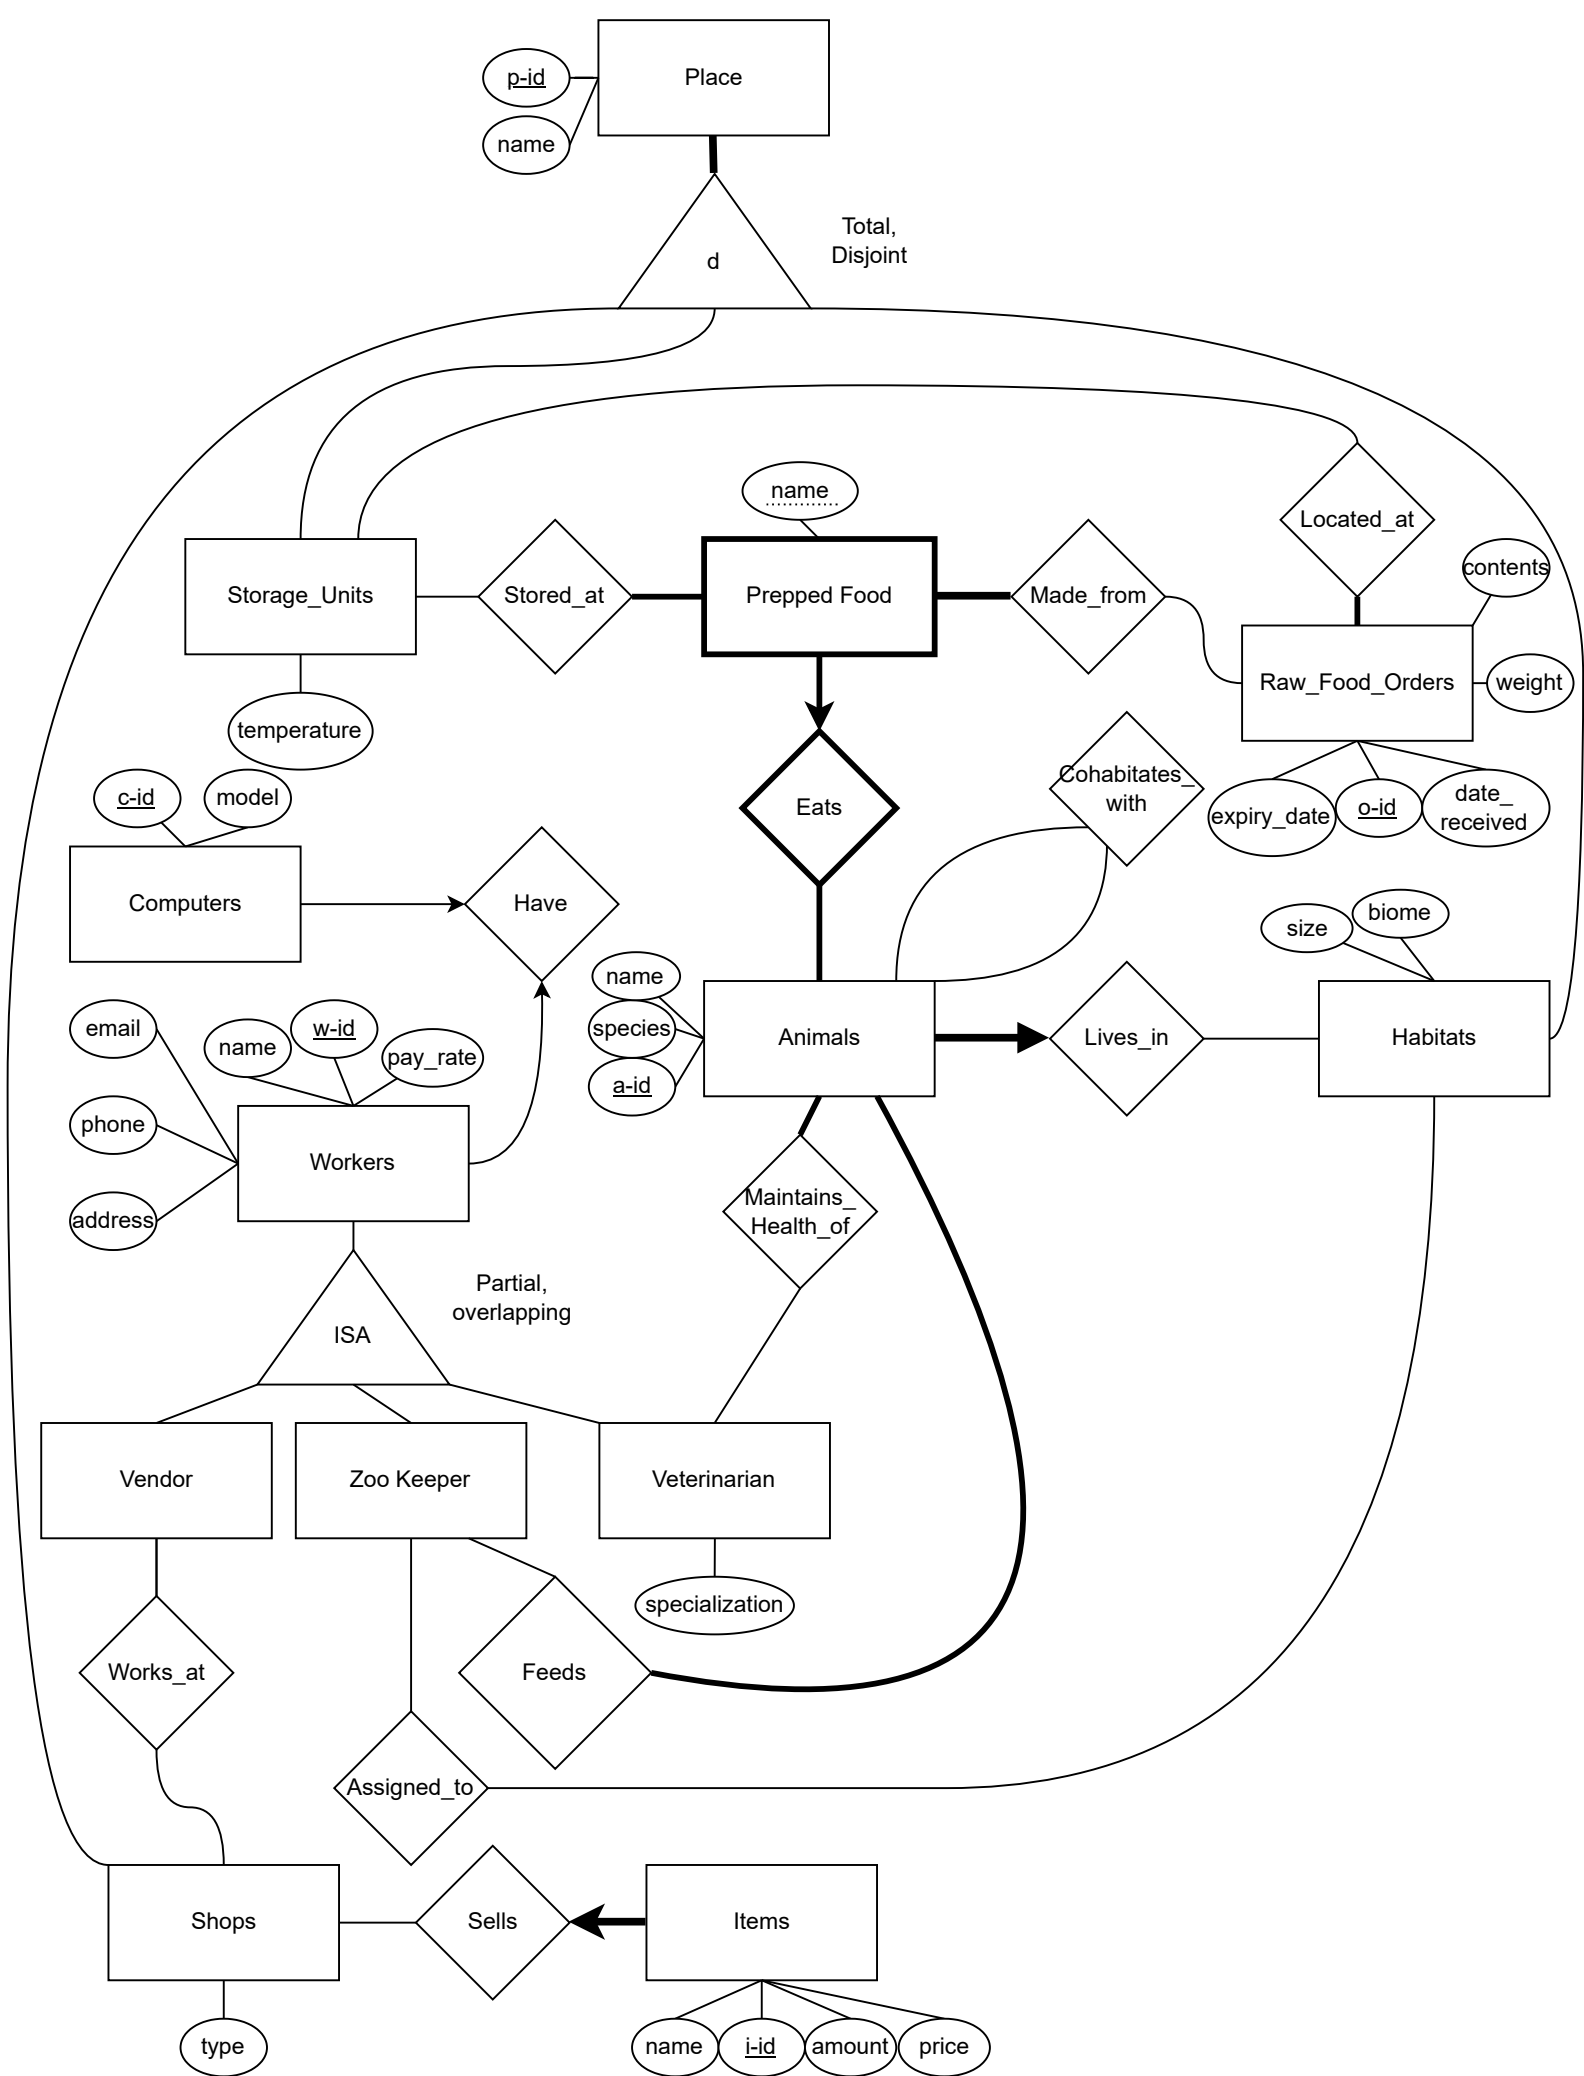 Place
p-id
name
Total,
Disjoint
d
name
Located_at
contents
Storage_Units
Stored_at
Prepped Food
Made_from
Raw_Food_Orders
weight
temperature
Cohabitates_
with
c-id
model
Eats
expiry_date
o-id
date_
received
Computers
Have
size
biome
name
species
a-id
Animals
Lives_in
Habitats
email
name
w-id
pay_rate
phone
Workers
address
Maintains_
Health_of
Partial,
overlapping
ISA
Vendor
Zoo Keeper
Veterinarian
specialization
Works_at
Feeds
Assigned_to
Shops
Sells
Items
type
name
i-id
amount
price